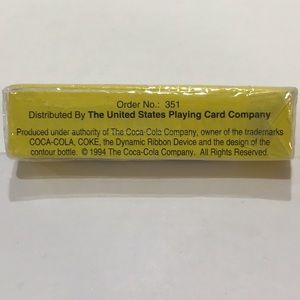 Order No.: 351
Distributed By The United States Playing Card Company
Produced under authority of The Coca-Cola Company, owner of the trademarks
COCA-COLA, COKE, the Dynamic Ribbon Device and the design of the
contour bottle. © 1994 The Coca-Cola Company. All Rights Reserved.